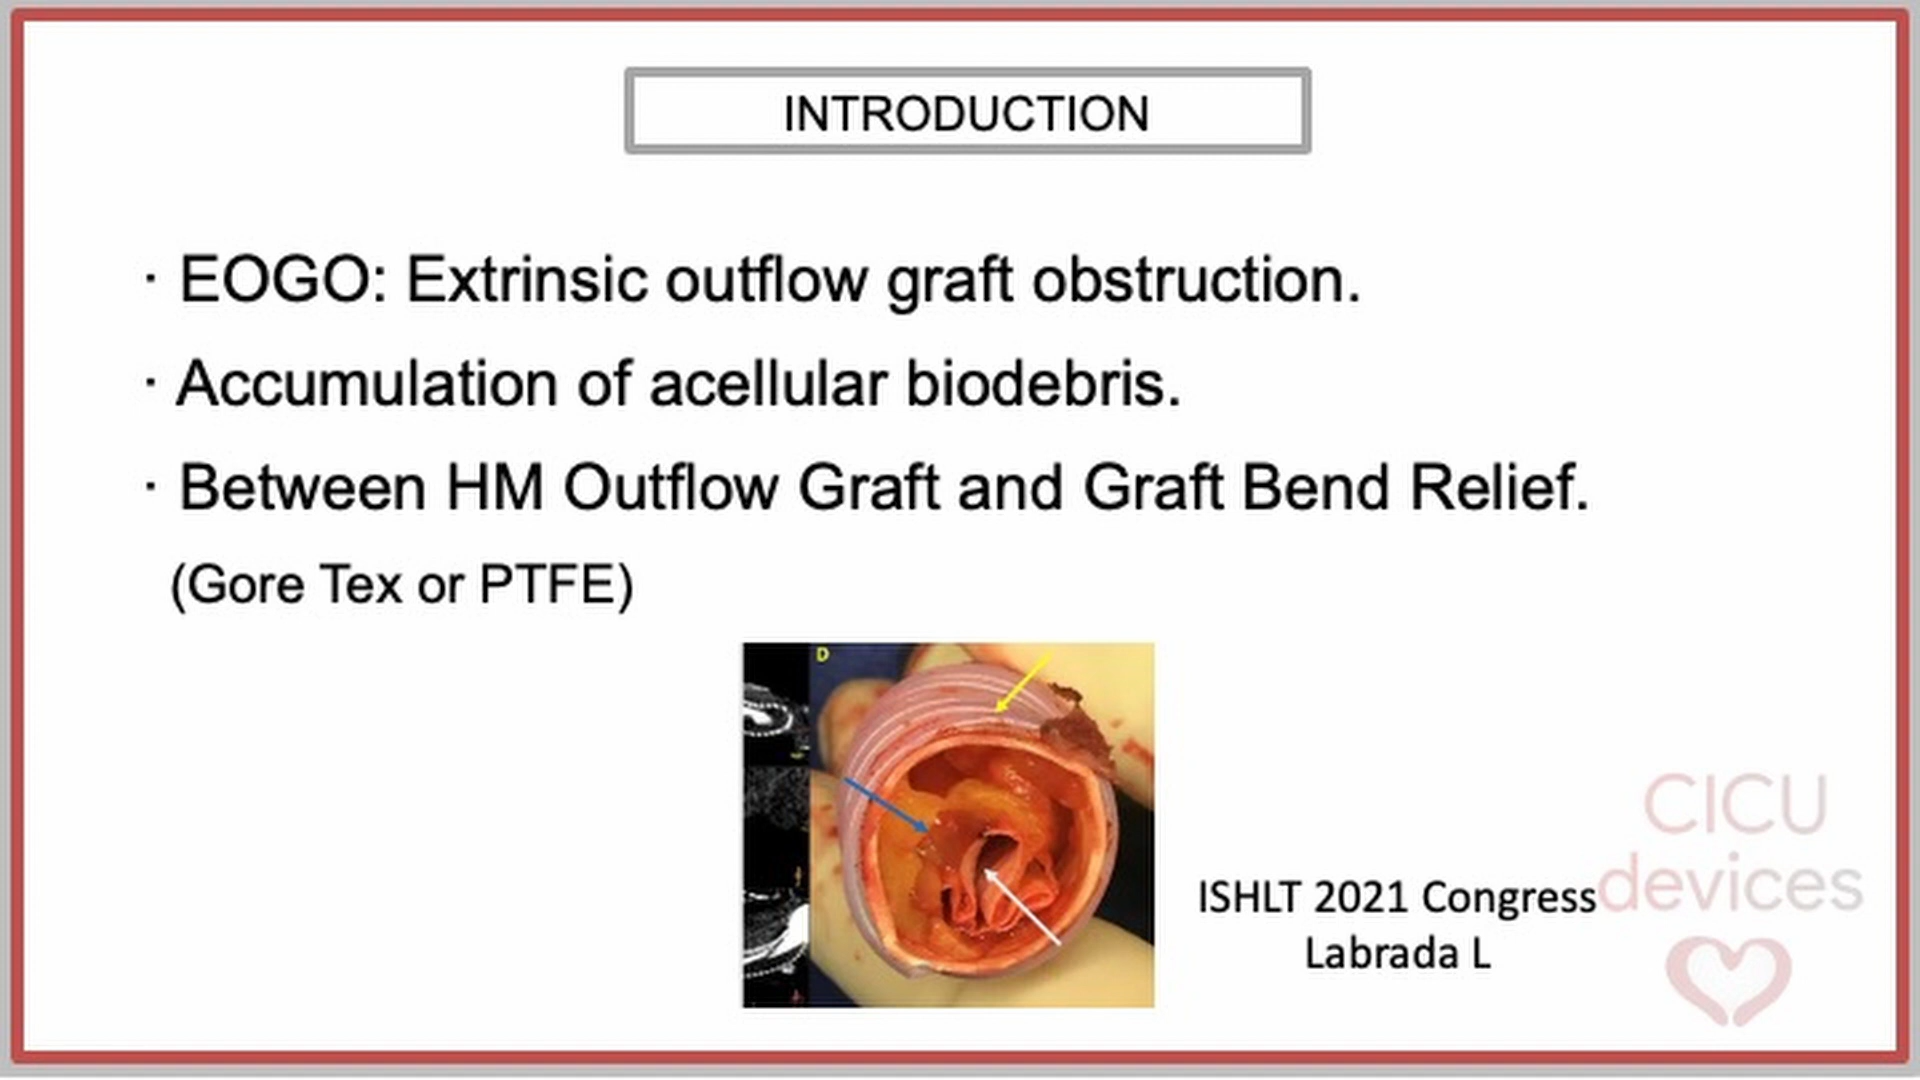 INTRODUCTION
· EOGO: Extrinsic outflow graft obstruction.
· Accumulation of acellular biodebris.
· Between HM Outflow Graft and Graft Bend Relief.
(Gore Tex or PTFE)
D
ISHLT 2021 Congress
Labrada L
CICU
devices